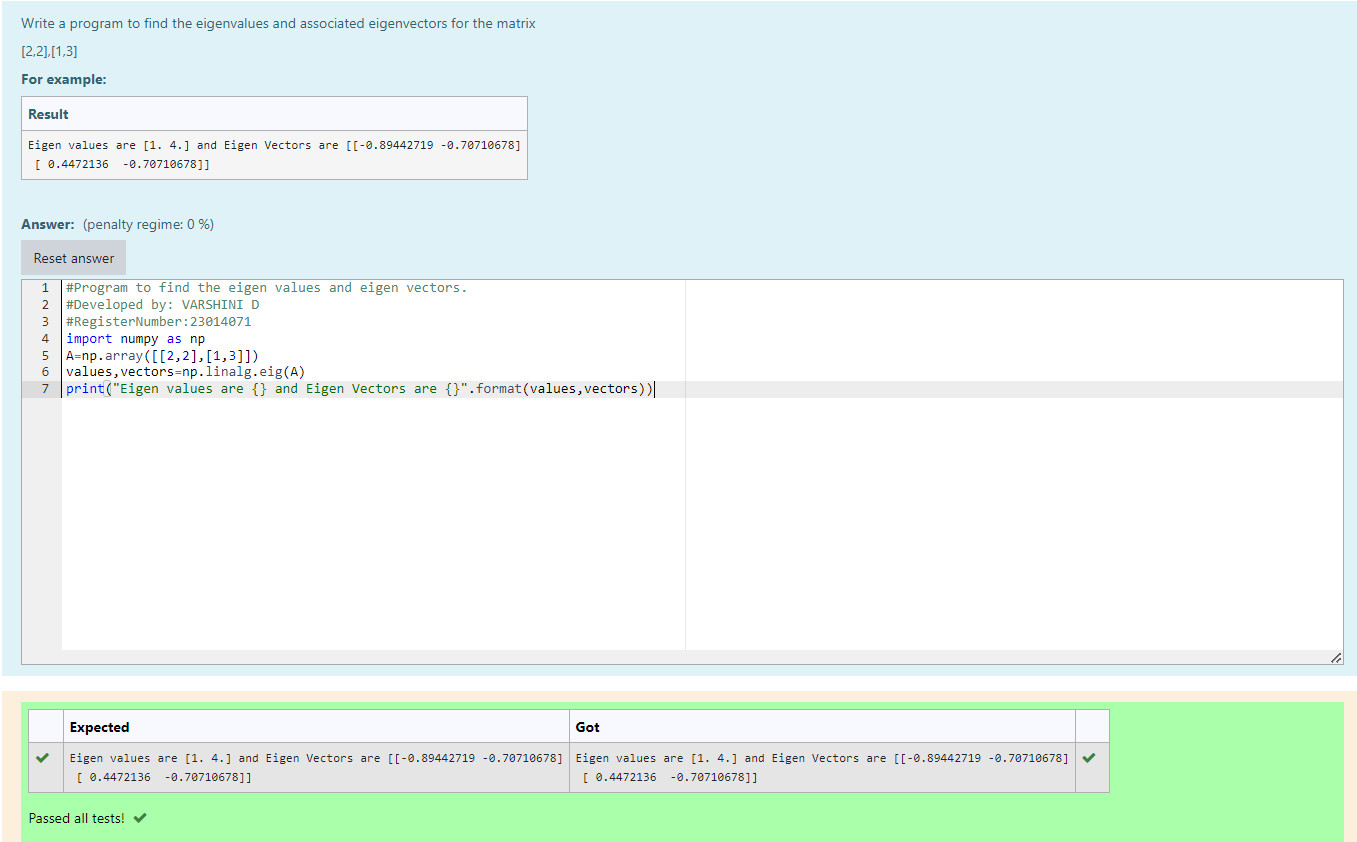 Write a program to find the eigenvalues and associated eigenvectors for the matrix
[2,2],[1,3]
For example:
Result
Eigen values are [1. 4.] and Eigen Vectors are [[-0.89442719 -0.70710678]
 [ 0.4472136  -0.70710678]]
Answer: (penalty regime: 0 %)
Reset answer
1 #Program to find the eigen values and eigen vectors.
2 #Developed by: VARSHINI D
3 #RegisterNumber:23014071
4 import numpy as np
5 A=np.array([[2,2],[1,3]])
6 values,vectors=np.linalg.eig(A)
7 print("Eigen values are {} and Eigen Vectors are {}".format(values,vectors))
Expected Got
Eigen values are [1. 4.] and Eigen Vectors are [[-0.89442719 -0.70710678] Eigen values are [1. 4.] and Eigen Vectors are [[-0.89442719 -0.70710678]
 [ 0.4472136  -0.70710678]]  [ 0.4472136  -0.70710678]]
Passed all tests!